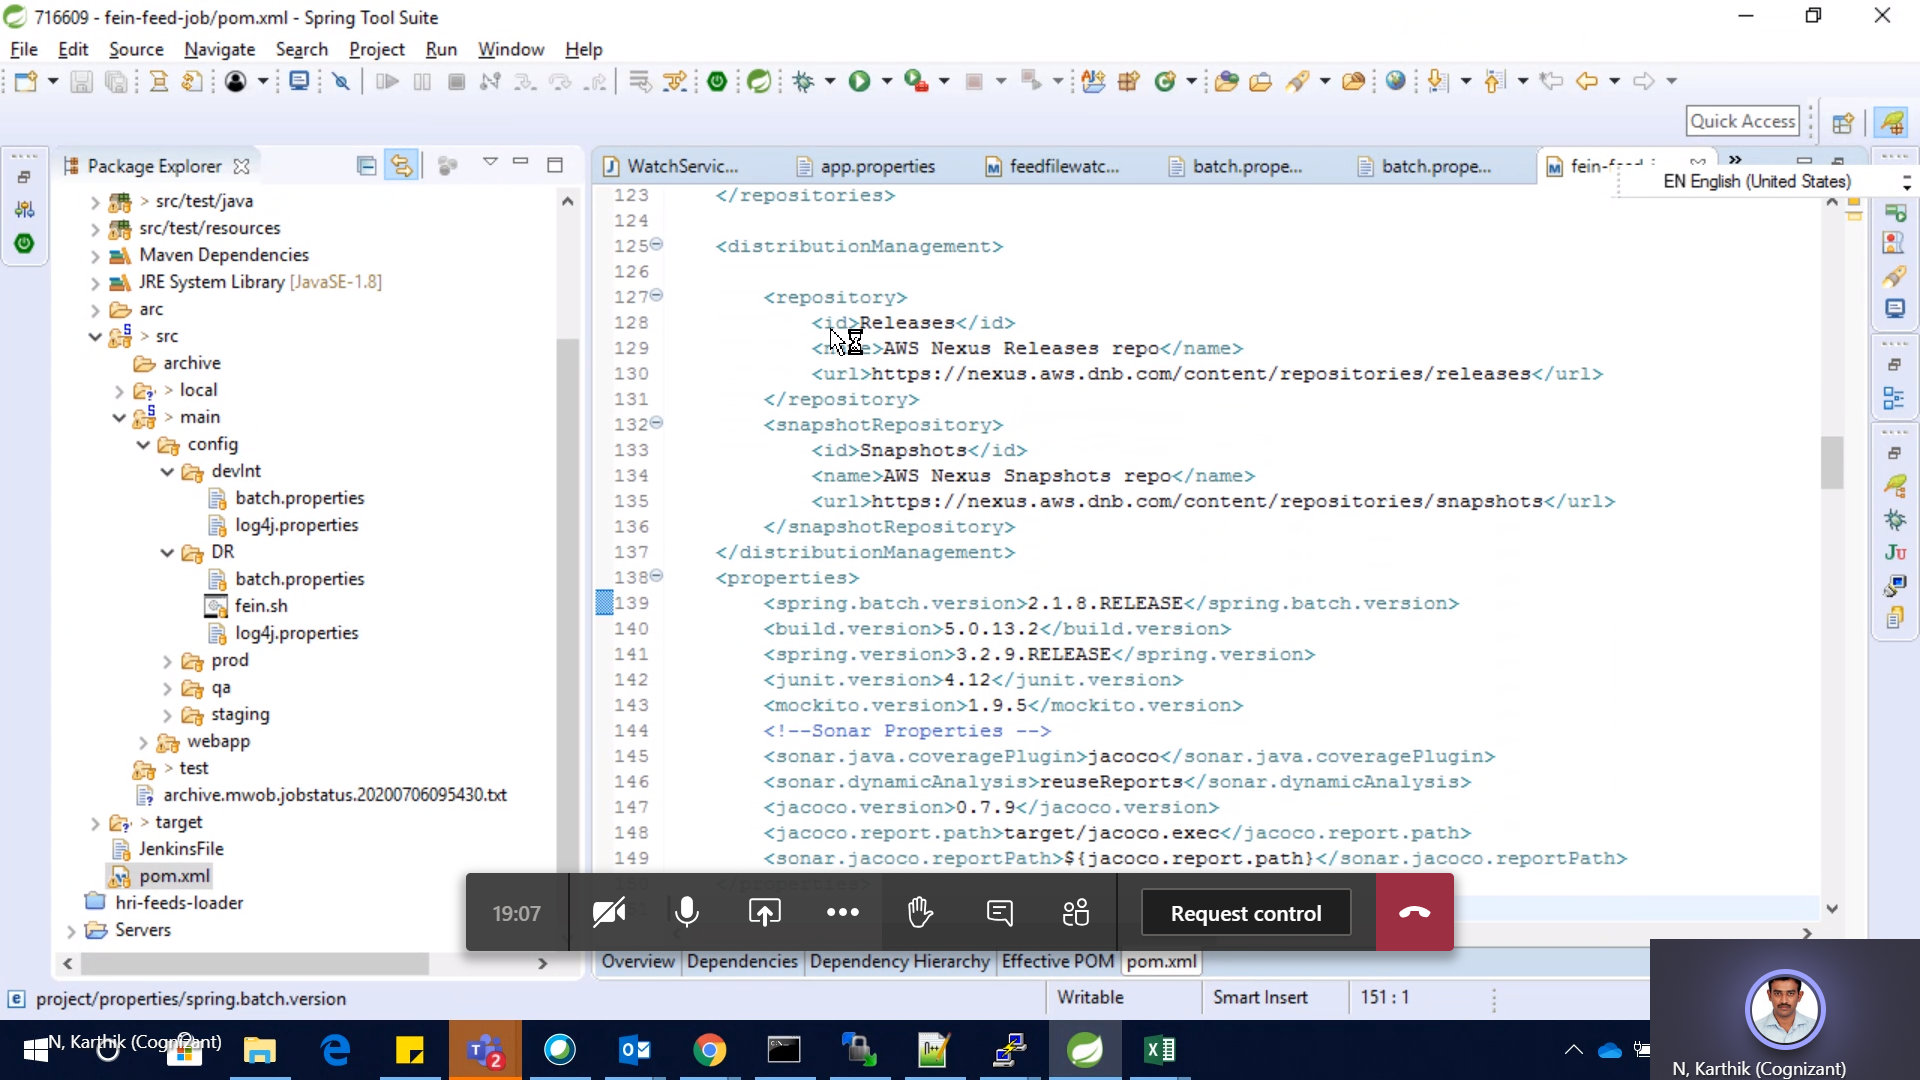 716609 - fein-feed-job/pom.xml - Spring Tool Suite
File Edit Source Navigate Search Project Run Window Help
Quick Access
Package Explorer
WatchServic...
app.properties
feedfilewatc...
batch.prope...
batch.prope...
EN English (United States)
> src/test/java
src/test/resources
Maven Dependencies
JRE System Library [JavaSE-1.8]
arc
> src
archive
> local
> main
config
devInt
batch.properties
log4j.properties
DR
batch.properties
fein.sh
log4j.properties
prod
qa
staging
webapp
> test
archive.mwob.jobstatus.20200706095430.txt
> target
JenkinsFile
pom.xml
hri-feeds-loader
Servers
123 </repositories>
124
125 <distributionManagement>
126
127 <repository>
128 <id>Releases</id>
129 <name>AWS Nexus Releases repo</name>
130 <url>https://nexus.aws.dnb.com/content/repositories/releases</url>
131 </repository>
132 <snapshotRepository>
133 <id>Snapshots</id>
134 <name>AWS Nexus Snapshots repo</name>
135 <url>https://nexus.aws.dnb.com/content/repositories/snapshots</url>
136 </snapshotRepository>
137 </distributionManagement>
138 <properties>
139 <spring.batch.version>2.1.8.RELEASE</spring.batch.version>
140 <build.version>5.0.13.2</build.version>
141 <spring.version>3.2.9.RELEASE</spring.version>
142 <junit.version>4.12</junit.version>
143 <mockito.version>1.9.5</mockito.version>
144 <!--Sonar Properties -->
145 <sonar.java.coveragePlugin>jacoco</sonar.java.coveragePlugin>
146 <sonar.dynamicAnalysis>reuseReports</sonar.dynamicAnalysis>
147 <jacoco.version>0.7.9</jacoco.version>
148 <jacoco.report.path>target/jacoco.exec</jacoco.report.path>
149 <sonar.jacoco.reportPath>${jacoco.report.path}</sonar.jacoco.reportPath>
19:07
Request control
Overview Dependencies Dependency Hierarchy Effective POM pom.xml
project/properties/spring.batch.version
Writable
Smart Insert
151 : 1
N, Karthik (Cognizant)
N, Karthik (Cognizant)